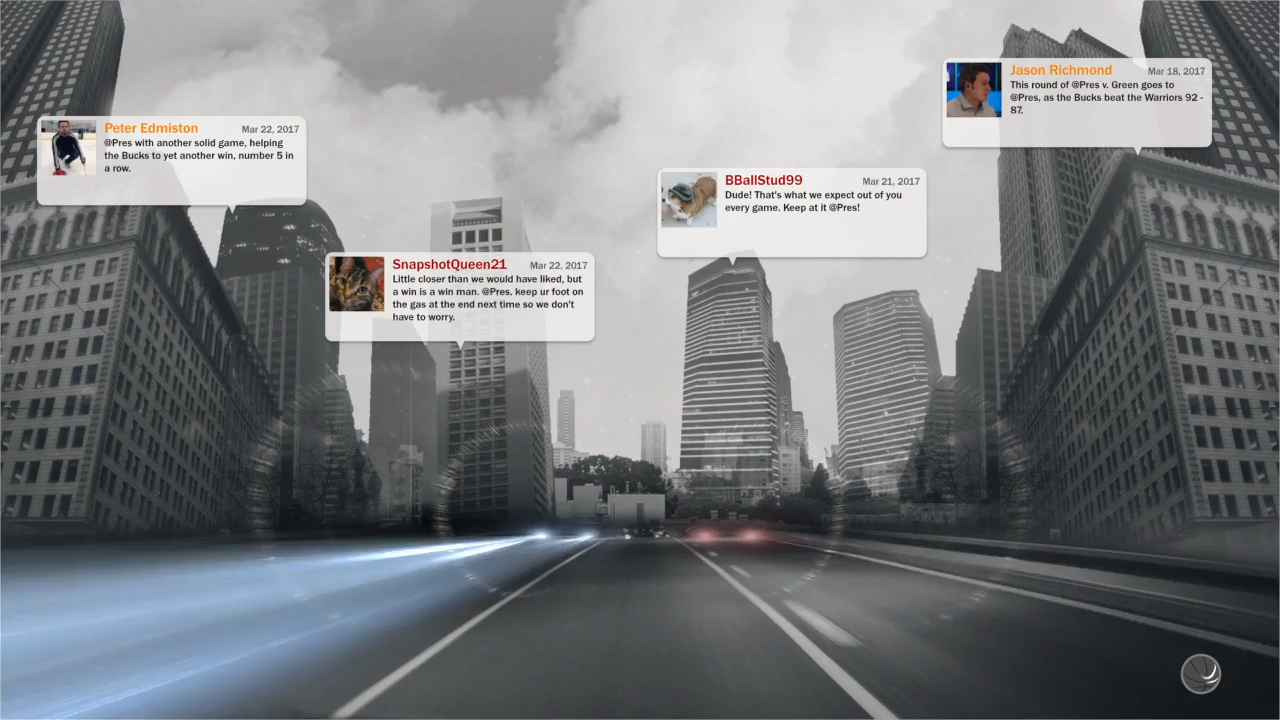 Jason Richmond Mar 18, 2017
This round of @Pres v. Green goes to
@Pres, as the Bucks beat the Warriors 92 -
87.
Peter Edmiston Mar 22, 2017
@Pres with another solid game, helping
the Bucks to yet another win, number 5 in
a row.
BBallStud99 Mar 21, 2017
Dude! That's what we expect out of you
every game. Keep at it @Pres!
SnapshotQueen21 Mar 22, 2017
Little closer than we would have liked, but
a win is a win man. @Pres, keep ur foot on
the gas at the end next time so we don't
have to worry.